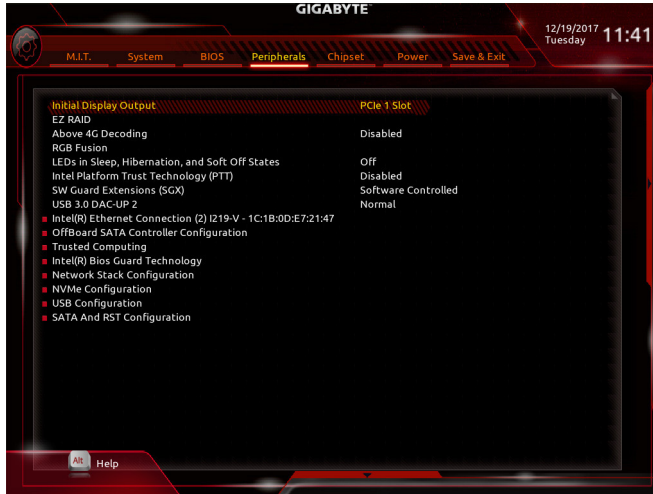 GIGABYTE
12/19/2017 11:41
Tuesday
M.I.T. System BIOS Peripherals Chipset Power Save & Exit
Initial Display Output PCIe 1 Slot
EZ RAID
Above 4G Decoding Disabled
RGB Fusion
LEDs in Sleep, Hibernation, and Soft Off States Off
Intel Platform Trust Technology (PTT) Disabled
SW Guard Extensions (SGX) Software Controlled
USB 3.0 DAC-UP 2 Normal
Intel(R) Ethernet Connection (2) I219-V - 1C:1B:0D:E7:21:47
OffBoard SATA Controller Configuration
Trusted Computing
Intel(R) Bios Guard Technology
Network Stack Configuration
NVMe Configuration
USB Configuration
SATA And RST Configuration
Alt Help